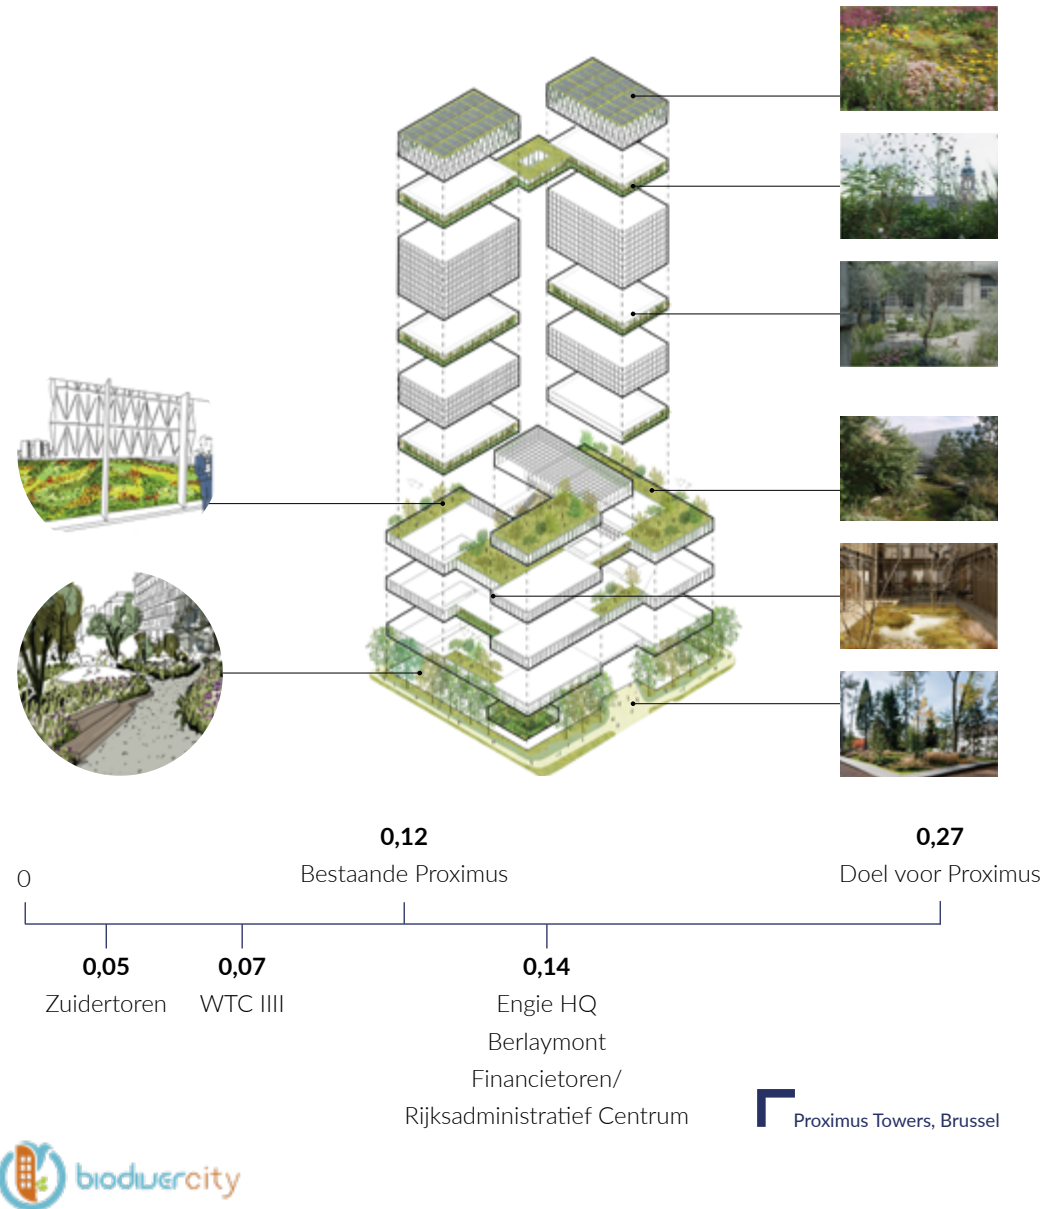 0,12
0,27
Bestaande Proximus
Doel voor Proximus
0
0,05
0,07
0,14
Zuidertoren
WTC IIII
Engie HQ
Berlaymont
Financietoren/
Rijksadministratief Centrum
Proximus Towers, Brussel
biodivercity